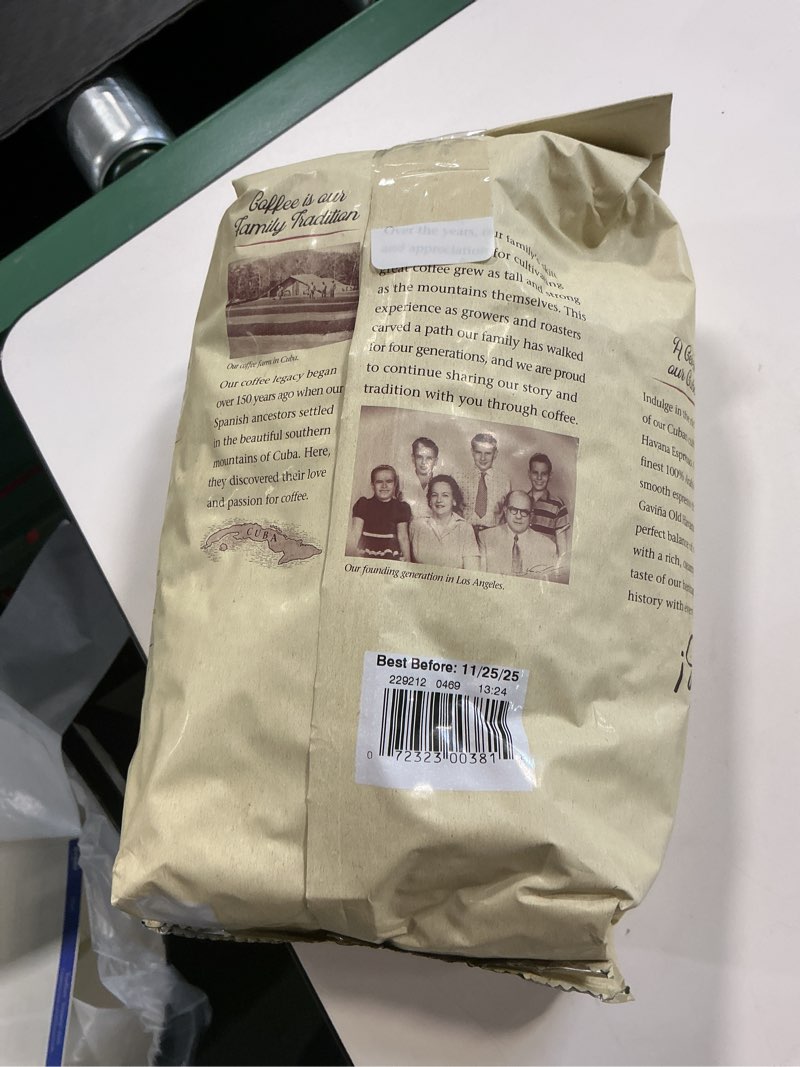 Coffee is our
Family Tradition
Our coffee farm in Cuba.
Our coffee legacy began
over 150 years ago when our
Spanish ancestors settled
in the beautiful southern
mountains of Cuba. Here,
they discovered their love
and passion for coffee.
CUBA
Over the years, our family's skill
and appreciation for cultivating
great coffee grew as tall and strong
as the mountains themselves. This
experience as growers and roasters
carved a path our family has walked
for four generations, and we are proud
to continue sharing our story and
tradition with you through coffee.
Our founding generation in Los Angeles.
Best Before: 11/25/25
229212 0469 13:24
0 72323 00381
A
our
Indulge in the
of our Cuban
Havana Espresso
finest 100%
smooth espresso
Gaviña Old Havana
perfect balance
with a rich,
taste of our
history with